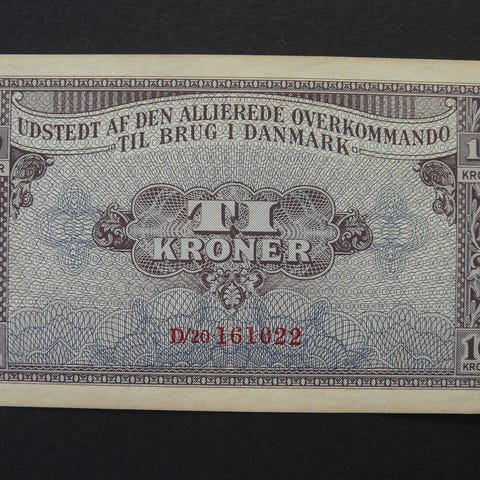 UDSTEDT AF DEN ALLIEREDE OVERKOMMANDO
TIL BRUG I DANMARK
TI
KRONER
D/20 161022